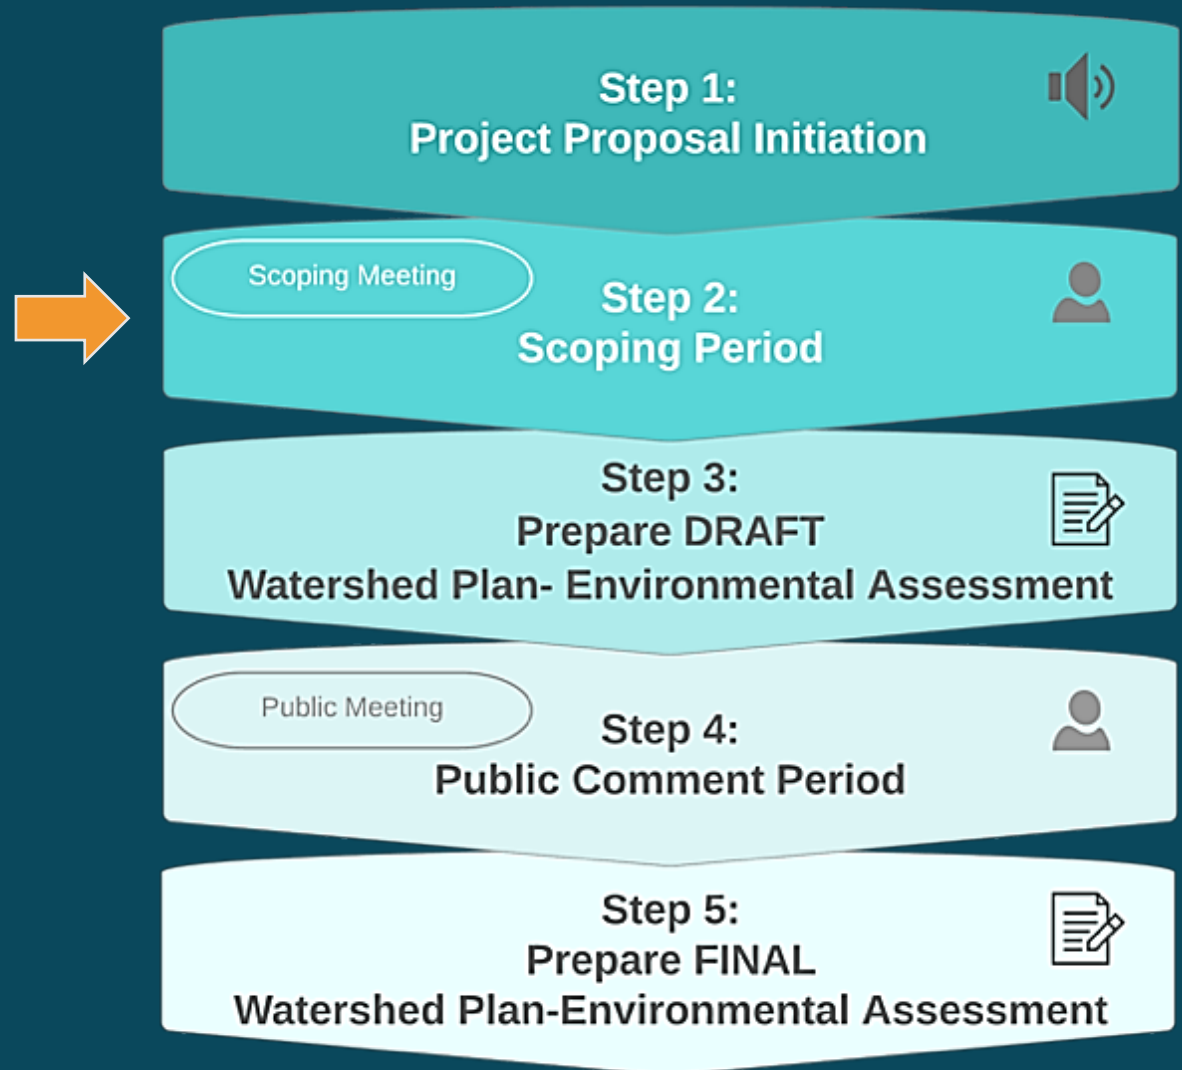 Step 1:
Project Proposal Initiation
Scoping Meeting
Step 2:
Scoping Period
Step 3:
Prepare DRAFT
Watershed Plan- Environmental Assessment
Public Meeting
Step 4:
Public Comment Period
Step 5:
Prepare FINAL
Watershed Plan-Environmental Assessment